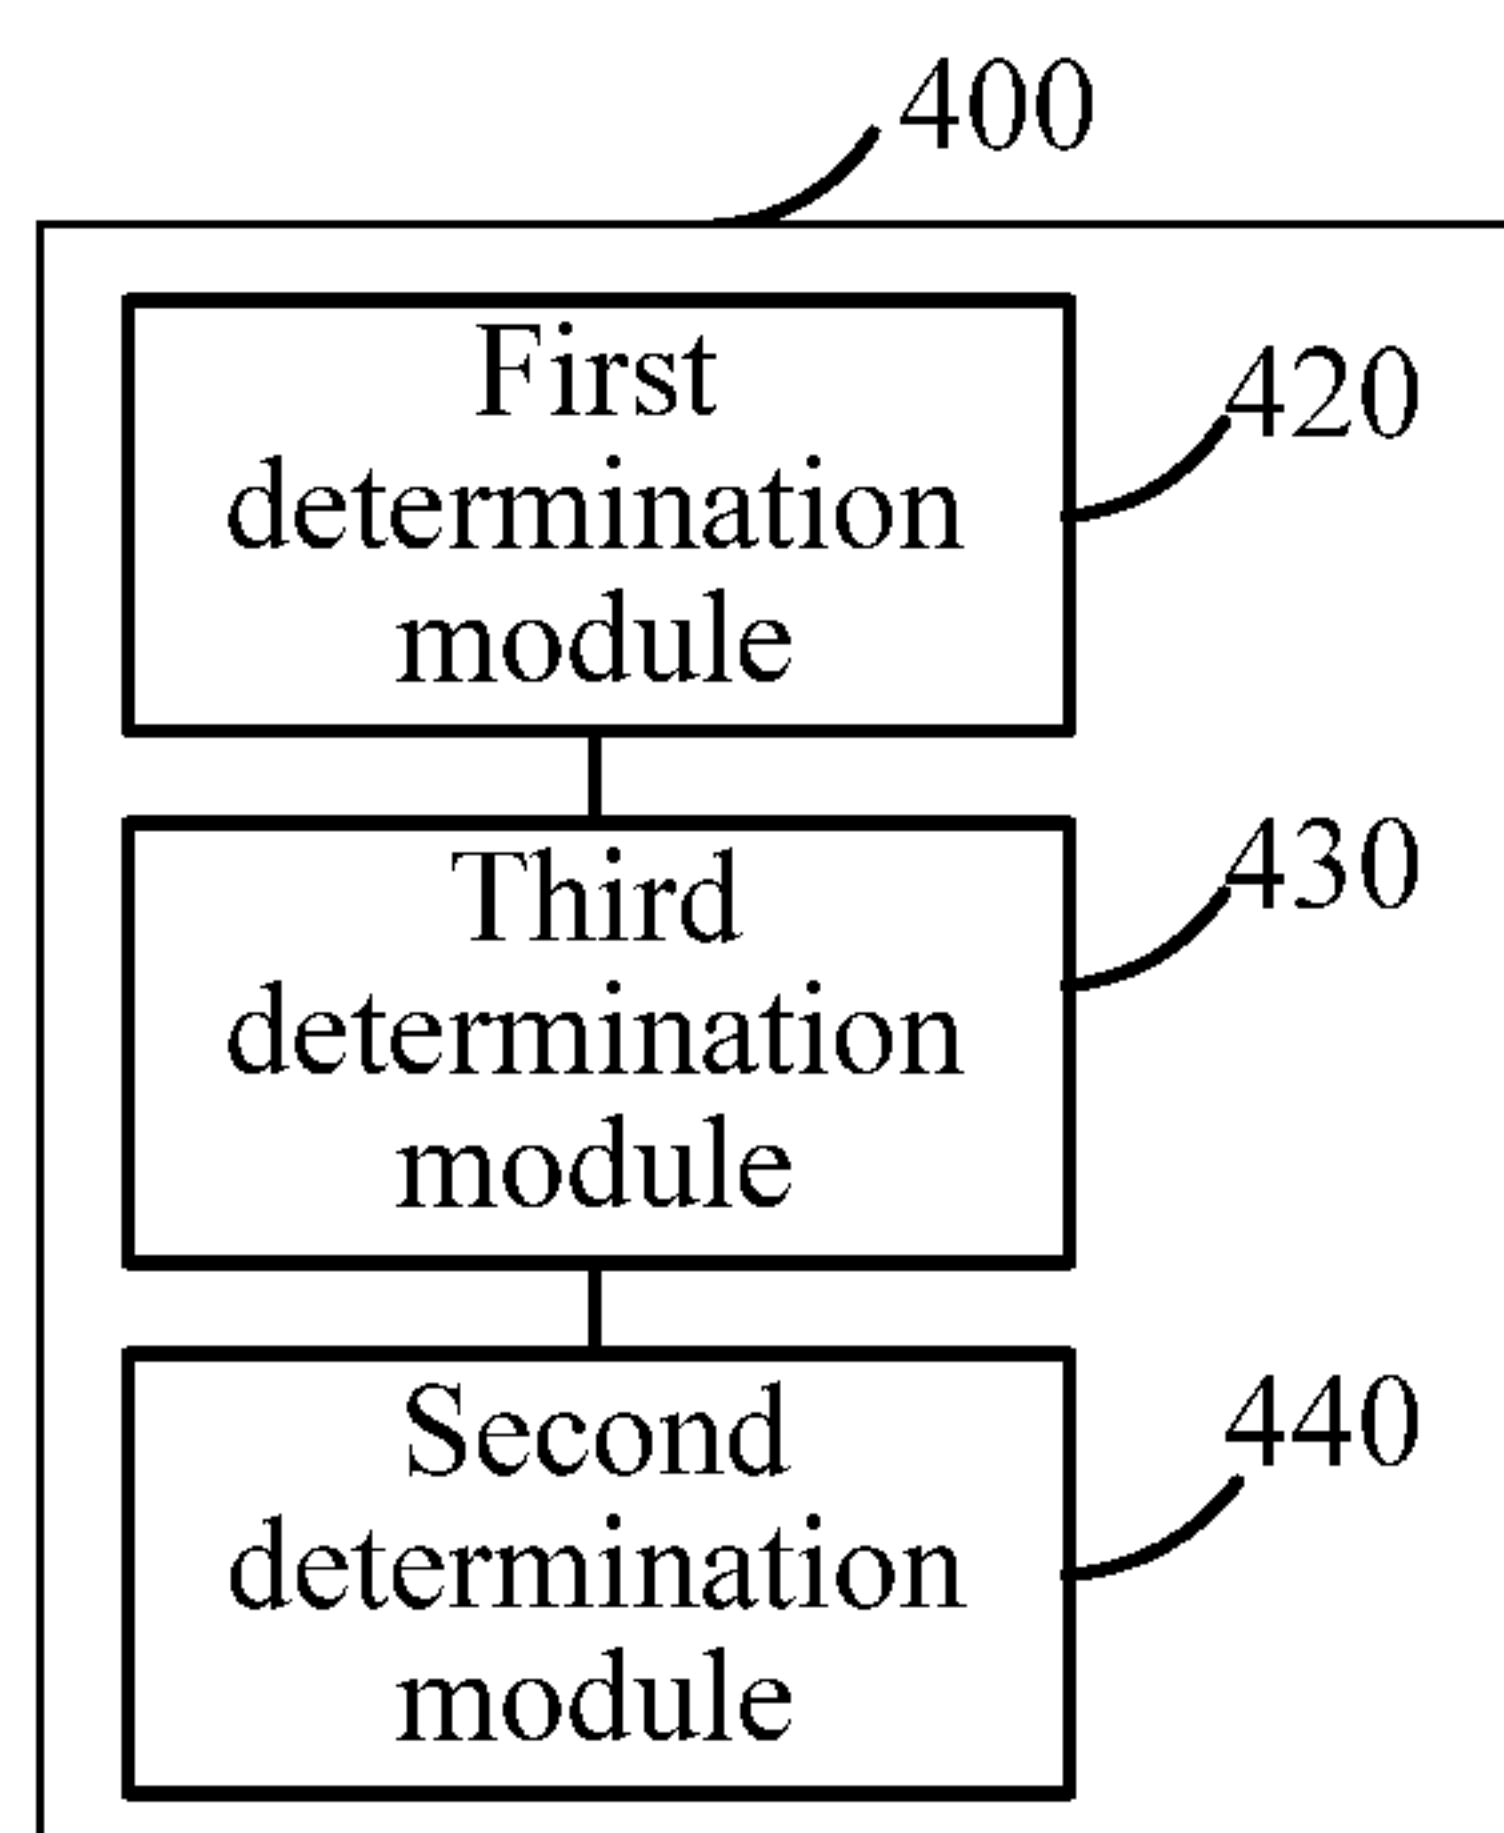 400
First
determination
module
420
Third
determination
module
430
Second
determination
module
440